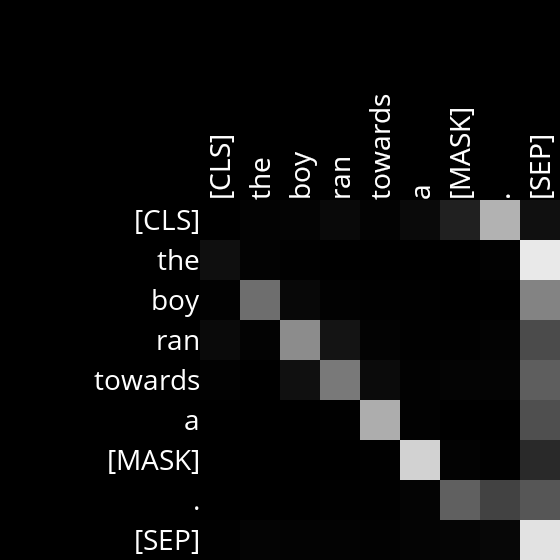 [CLS] the boy ran towards a [MASK] . [SEP]
[CLS]
the
boy
ran
towards
a
[MASK]
.
[SEP]